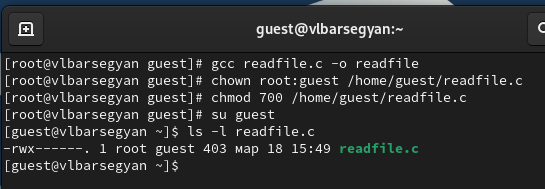 guest@vlbarsegyan:~
[root@vlbarsegyan guest]# gcc readfile.c -o readfile
[root@vlbarsegyan guest]# chown root:guest /home/guest/readfile.c
[root@vlbarsegyan guest]# chmod 700 /home/guest/readfile.c
[root@vlbarsegyan guest]# su guest
[guest@vlbarsegyan ~]$ ls -l readfile.c
-rwx------. 1 root guest 403 мар 18 15:49 readfile.c
[guest@vlbarsegyan ~]$